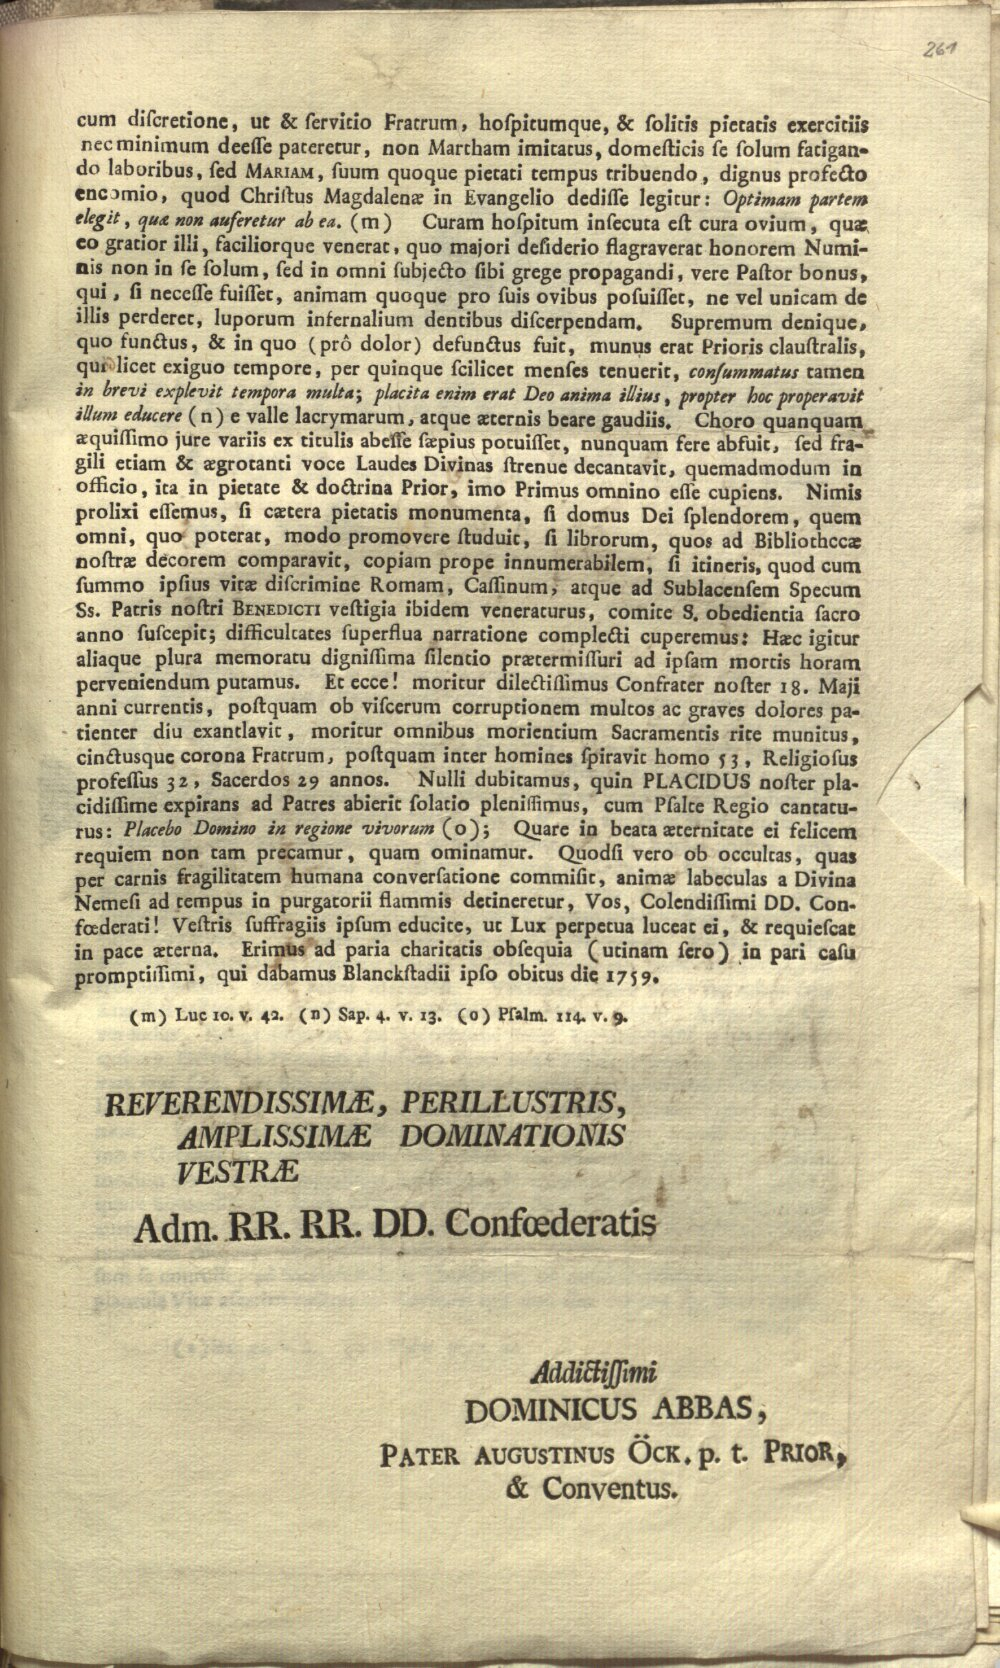 261
cum discretione, ut & servitio Fratrum, hospitumque, & solitis pietatis exercitiis
nec minimum deesse pateretur, non Martham imitatus, domesticis se solum fatigan-
do laboribus, sed MARIAM, suum quoque pietati tempus tribuendo, dignus profecto
encomio, quod Christus Magdalenæ in Evangelio dedisse legitur: Optimam partem
elegit, quæ non auferetur ab ea. (m) Curam hospitum insecuta est cura ovium, quæ
eo gratior illi, faciliorque venerat, quo majori desiderio flagraverat honorem Numi-
nis non in se solum, sed in omni subjecto sibi grege propagandi, vere Pastor bonus,
qui, si necesse fuisset, animam quoque pro suis ovibus posuisset, ne vel unicam de
illis perderet, luporum infernalium dentibus discerpendam. Supremum denique,
quo functus, & in quo (prô dolor) defunctus fuit, munus erat Prioris claustralis,
qui licet exiguo tempore, per quinque scilicet menses tenuerit, consummatus tamen
in brevi explevit tempora multa; placita enim erat Deo anima illius, propter hoc properavit
illum educere (n) e valle lacrymarum, atque æternis beare gaudiis. Choro quanquam
æquissimo jure variis ex titulis abesse sæpius potuisset, nunquam fere abfuit, sed fra-
gili etiam & ægrotanti voce Laudes Divinas strenue decantavit, quemadmodum in
officio, ita in pietate & doctrina Prior, imo Primus omnino esse cupiens. Nimis
prolixi essemus, si cætera pietatis monumenta, si domus Dei splendorem, quem
omni, quo poterat, modo promovere studuit, si librorum, quos ad Bibliothecæ
nostræ decorem comparavit, copiam prope innumerabilem, si itineris, quod cum
summo ipsius vitæ discrimine Romam, Cassinum, atque ad Sublacensem Specum
Ss. Patris nostri BENEDICTI vestigia ibidem veneraturus, comite S. obedientia sacro
anno suscepit; difficultates superflua narratione complecti cuperemus: Hæc igitur
aliaque plura memoratu dignissima silentio prætermissuri ad ipsam mortis horam
perveniendum putamus. Et ecce! moritur dilectissimus Confrater noster 18. Maji
anni currentis, postquam ob viscerum corruptionem multos ac graves dolores pa-
tienter diu exantlavit, moritur omnibus morientium Sacramentis rite munitus,
cinctusque corona Fratrum, postquam inter homines spiravit homo 53, Religiosus
professus 32, Sacerdos 29 annos. Nulli dubitamus, quin PLACIDUS noster pla-
cidissime expirans ad Patres abierit solatio plenissimus, cum Psalte Regio cantatu-
rus: Placebo Domino in regione vivorum (o); Quare in beata æternitate ei felicem
requiem non tam precamur, quam ominamur. Quodsi vero ob occultas, quas
per carnis fragilitatem humana conversatione commisit, animæ labeculas a Divina
Nemesi ad tempus in purgatorii flammis detineretur, Vos, Colendissimi DD. Con-
fœderati! Vestris suffragiis ipsum educite, ut Lux perpetua luceat ei, & requiescat
in pace æterna. Erimus ad paria charitatis obsequia (utinam sero) in pari casu
promptissimi, qui dabamus Blanckstadii ipso obitus die 1759.
(m) Luc 10. v. 42. (n) Sap. 4. v. 13. (o) Psalm. 114. v. 9.
REVERENDISSIMÆ, PERILLUSTRIS,
AMPLISSIMÆ DOMINATIONIS
VESTRÆ
Adm. RR. RR. DD. Confœderatis
Addictissimi
DOMINICUS ABBAS,
PATER AUGUSTINUS ÖCK. p. t. PRIOR,
& Conventus.